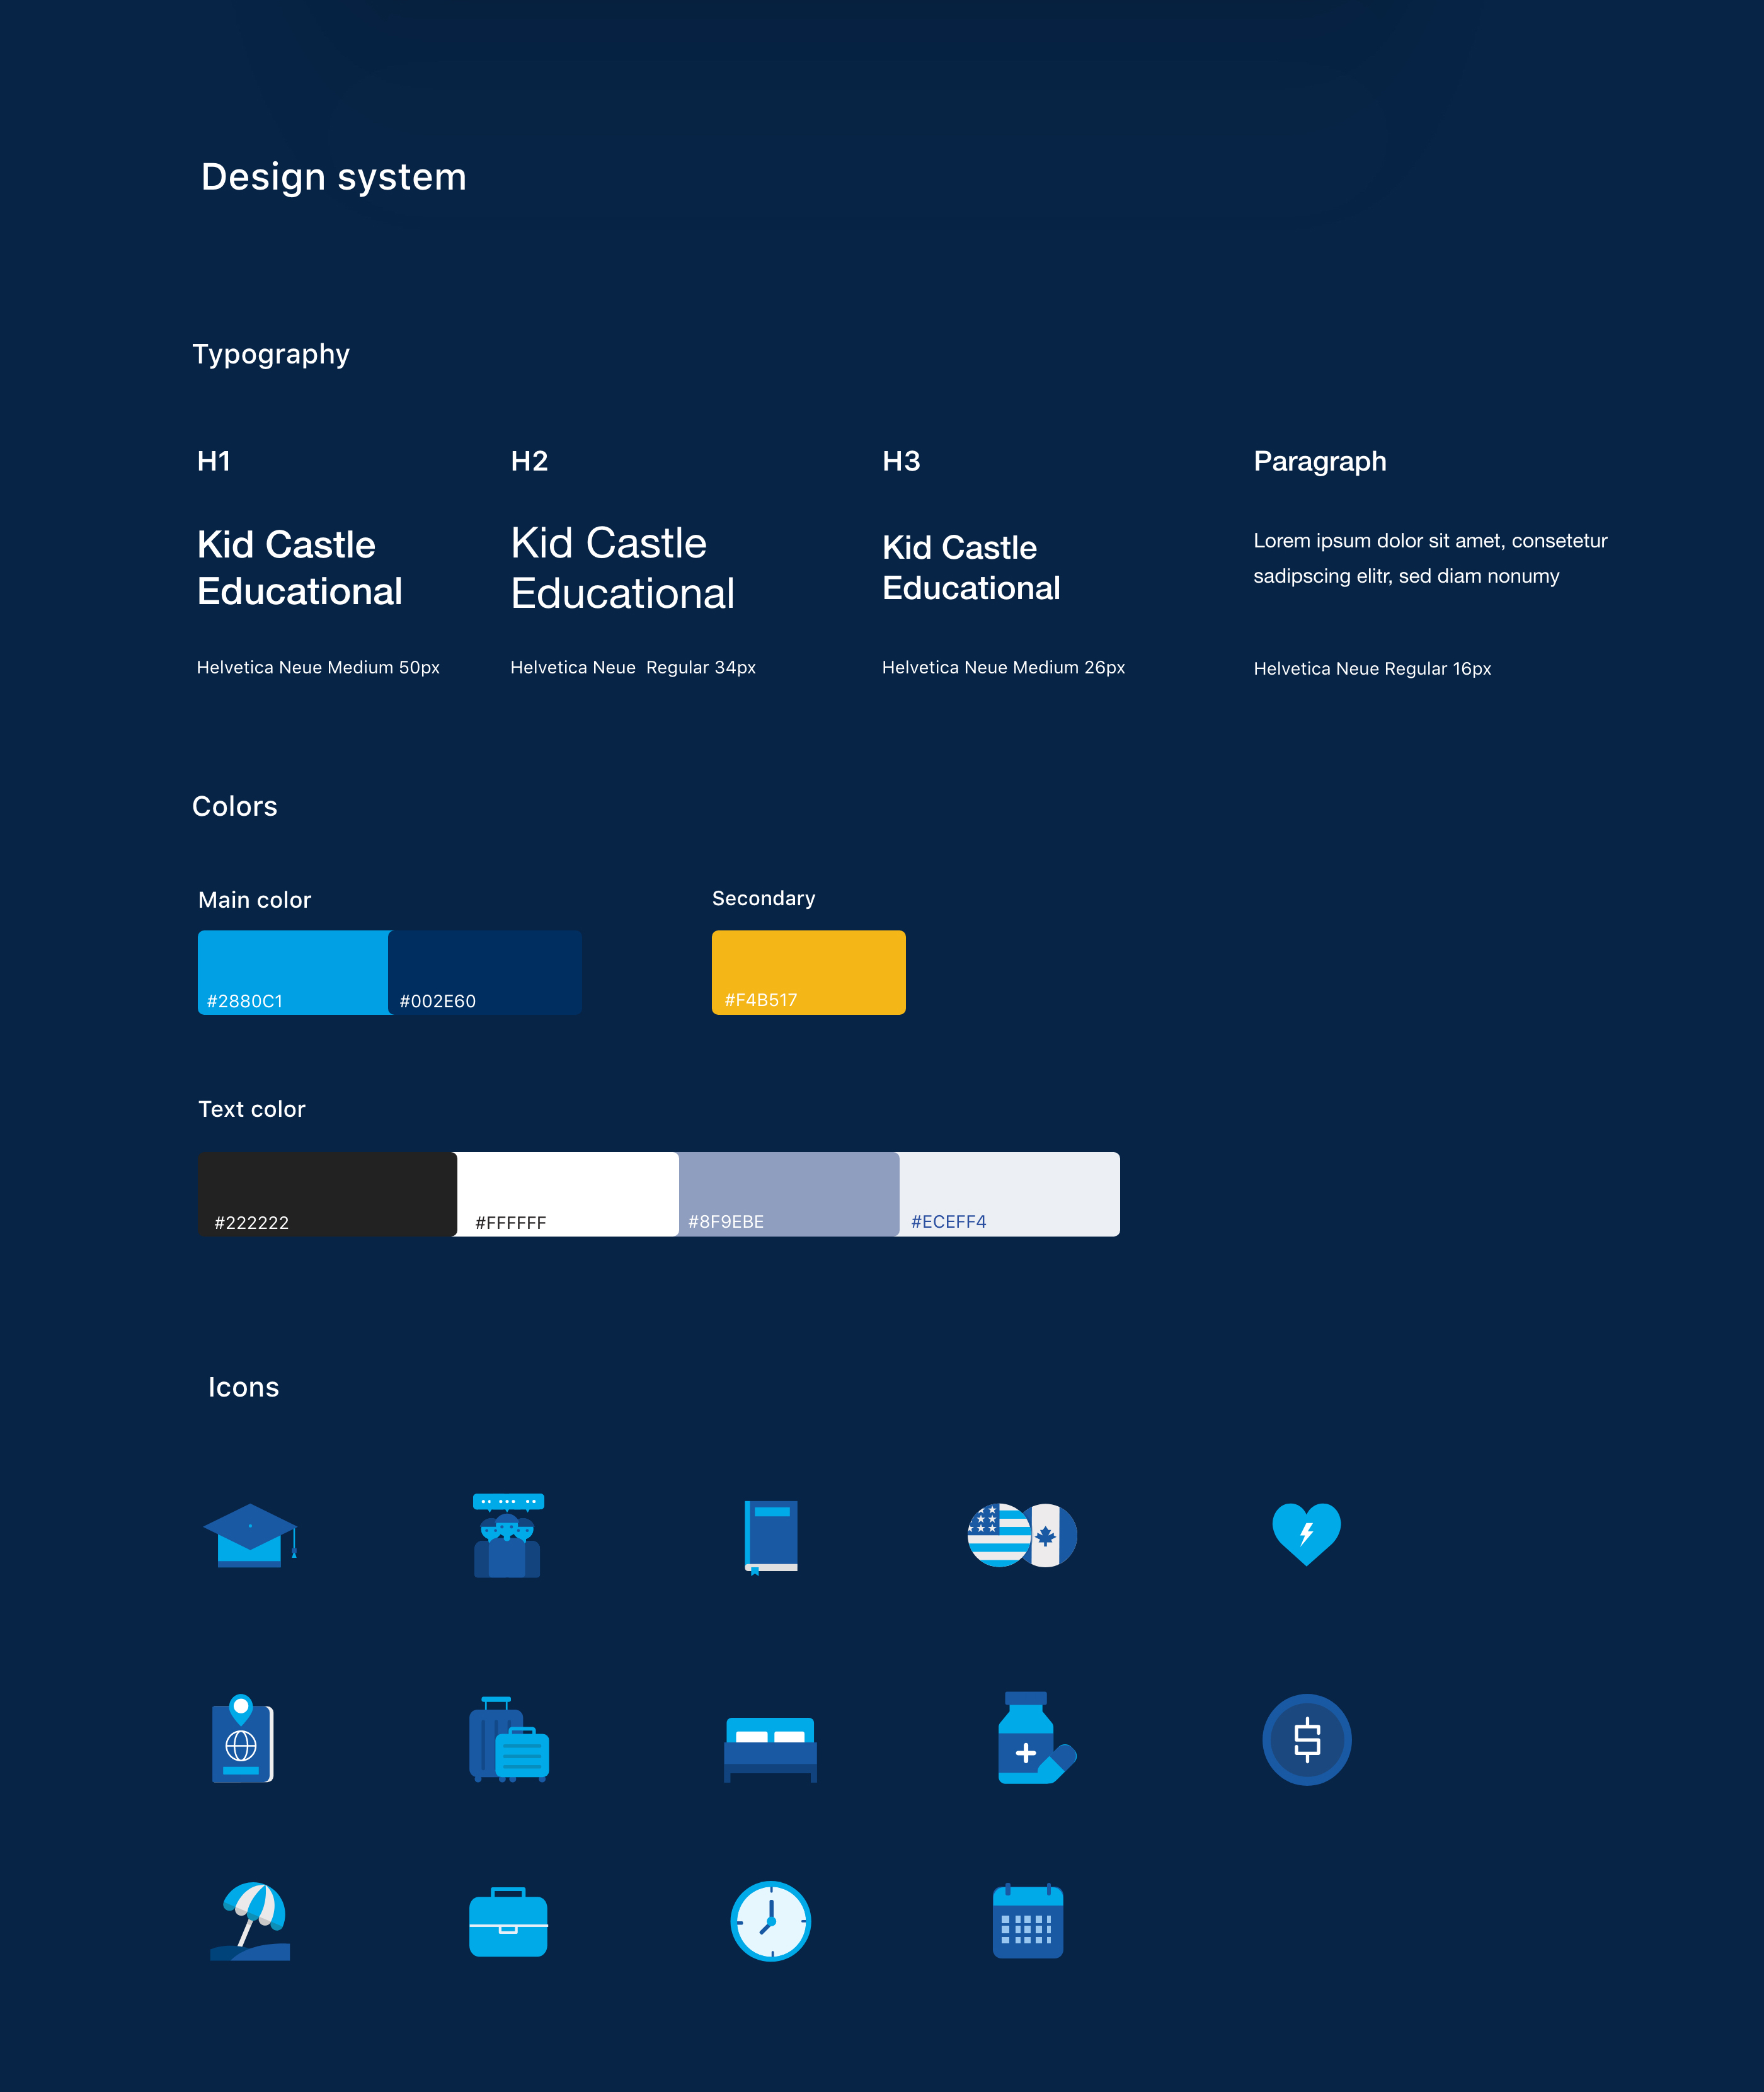 Design system
Typography
H1
Kid Castle
Educational
Helvetica Neue Medium 50px
H2
Kid Castle
Educational
Helvetica Neue  Regular 34px
H3
Kid Castle
Educational
Helvetica Neue Medium 26px
Paragraph
Lorem ipsum dolor sit amet, consetetur
sadipscing elitr, sed diam nonumy
Helvetica Neue Regular 16px
Colors
Main color
#2880C1
#002E60
Secondary
#F4B517
Text color
#222222
#FFFFFF
#8F9EBE
#ECEFF4
Icons